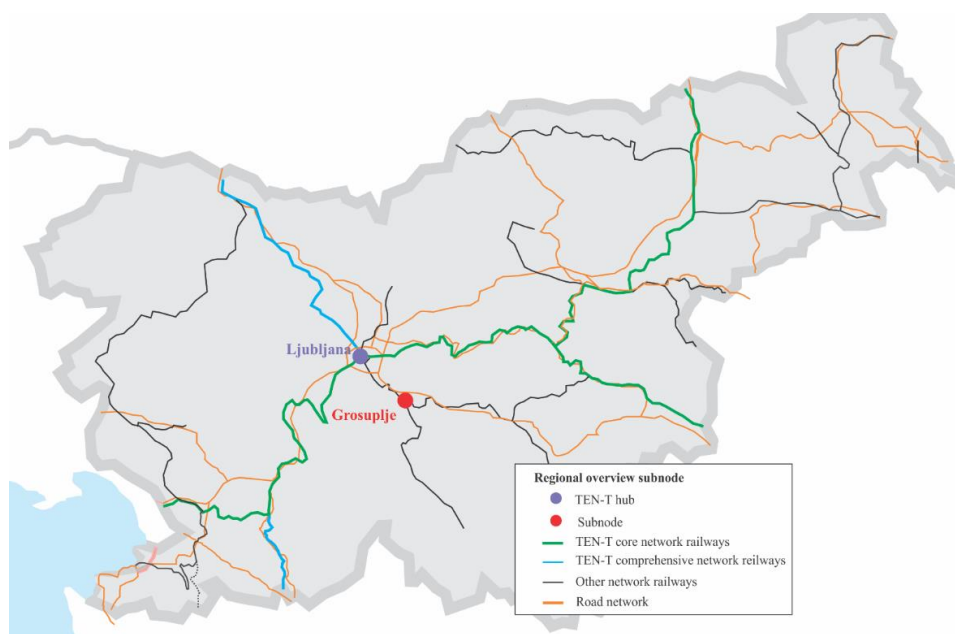 Ljubljana
Grosuplje
Regional overview subnode
TEN-T hub
Subnode
TEN-T core network railways
TEN-T comprehensive network railways
Other network railways
Road network